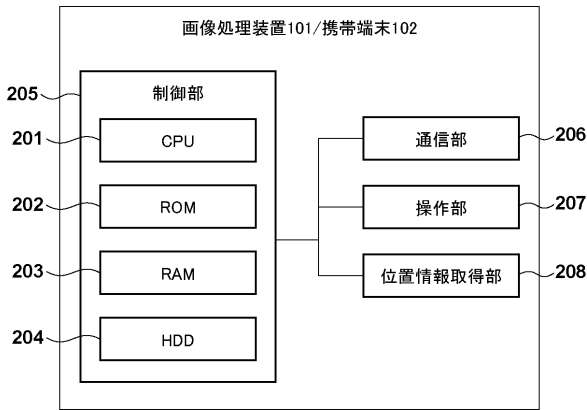 画像処理装置101/携帯端末102
205
制御部
201
CPU
202
ROM
203
RAM
204
HDD
通信部
206
操作部
207
位置情報取得部
208